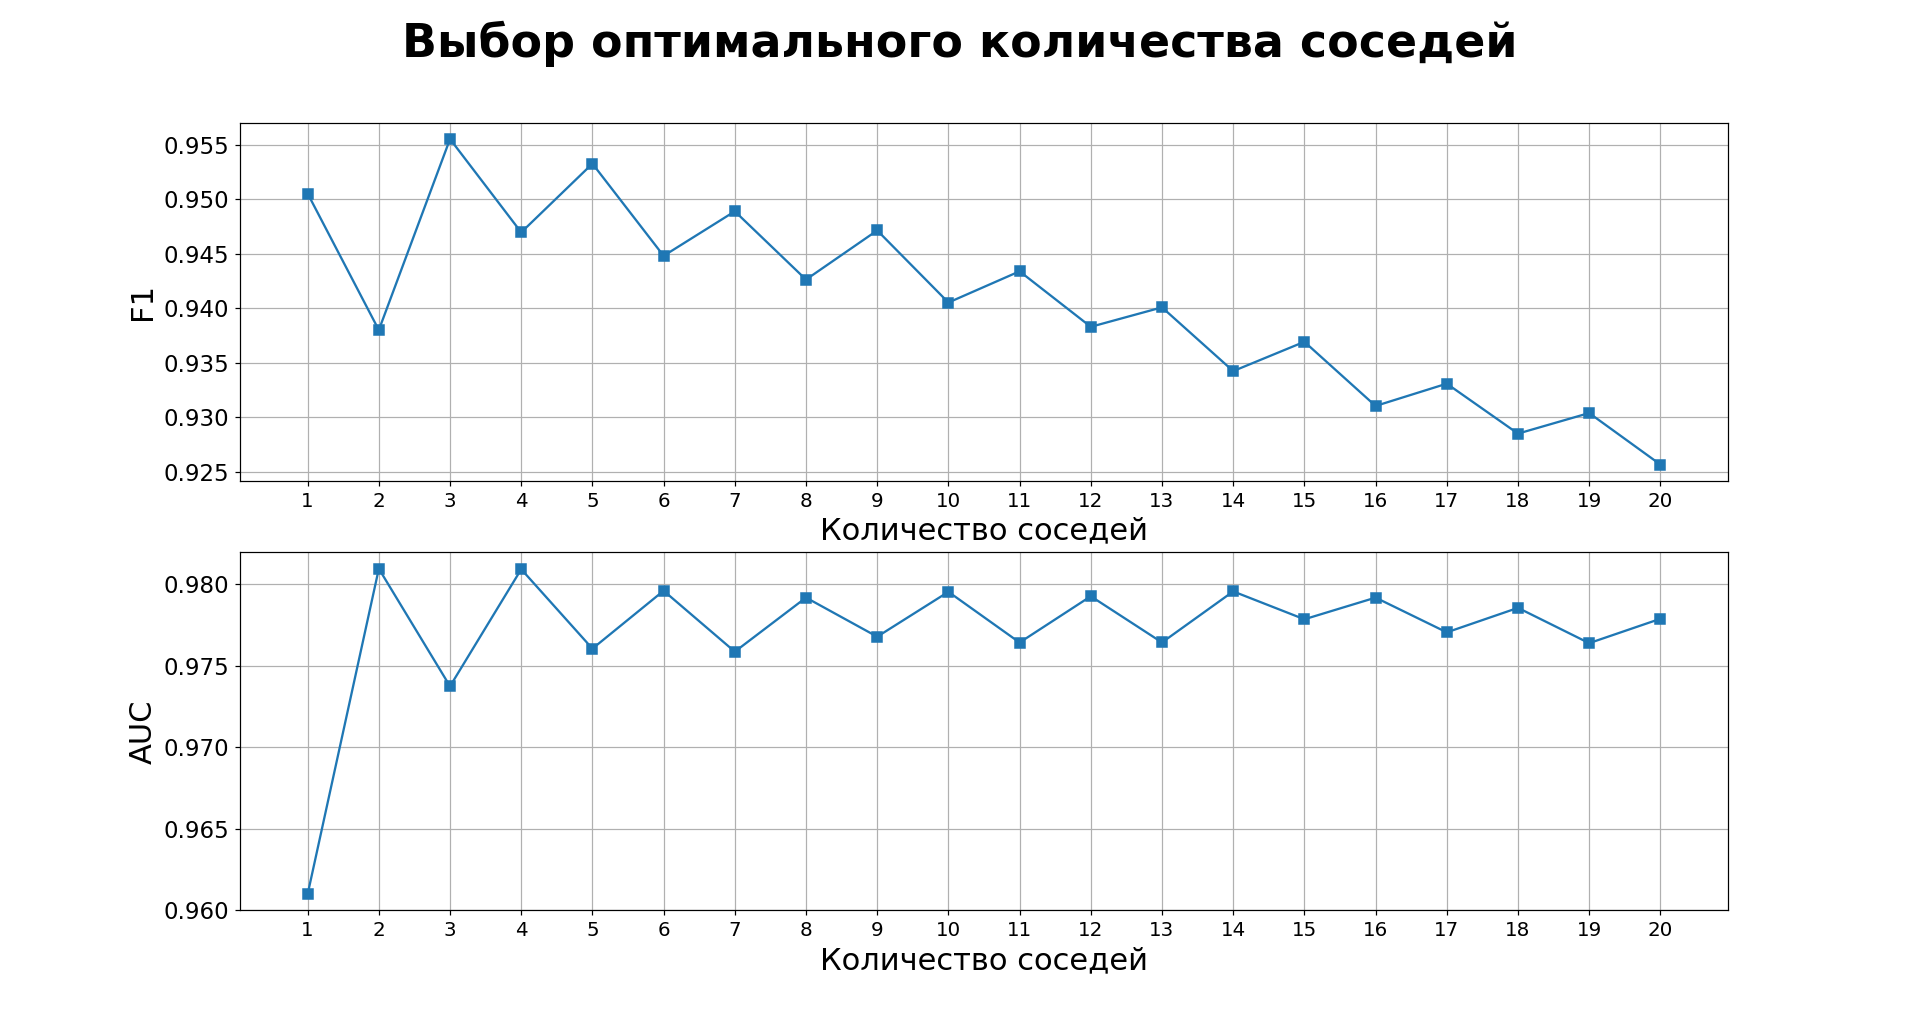 Выбор оптимального количества соседей
0.955
0.950
0.945
0.940
0.935
0.930
0.925
F1
1 2 3 4 5 6 7 8 9 10 11 12 13 14 15 16 17 18 19 20
Количество соседей
0.980
0.975
0.970
0.965
0.960
AUC
1 2 3 4 5 6 7 8 9 10 11 12 13 14 15 16 17 18 19 20
Количество соседей